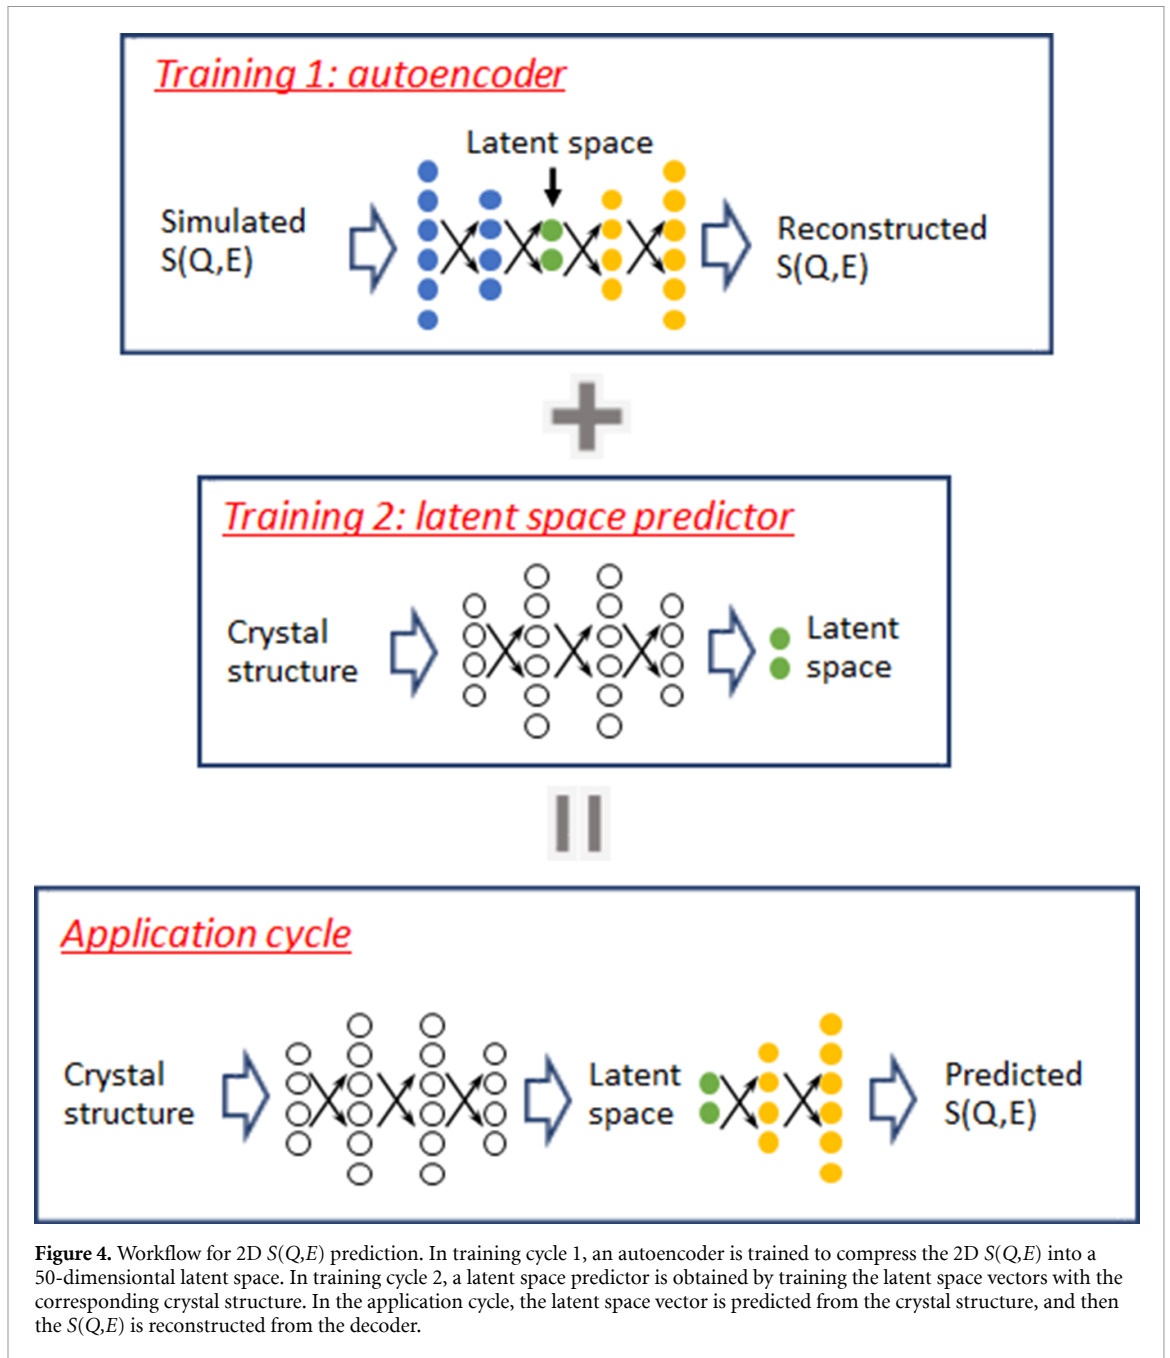 Training 1: autoencoder
Latent space
Simulated
S(Q,E)
Reconstructed
S(Q,E)
Training 2: latent space predictor
Crystal
structure
Latent
space
Application cycle
Crystal
structure
Latent
space
Predicted
S(Q,E)
Figure 4. Workflow for 2D S(Q,E) prediction. In training cycle 1, an autoencoder is trained to compress the 2D S(Q,E) into a
50-dimensiontal latent space. In training cycle 2, a latent space predictor is obtained by training the latent space vectors with the
corresponding crystal structure. In the application cycle, the latent space vector is predicted from the crystal structure, and then
the S(Q,E) is reconstructed from the decoder.